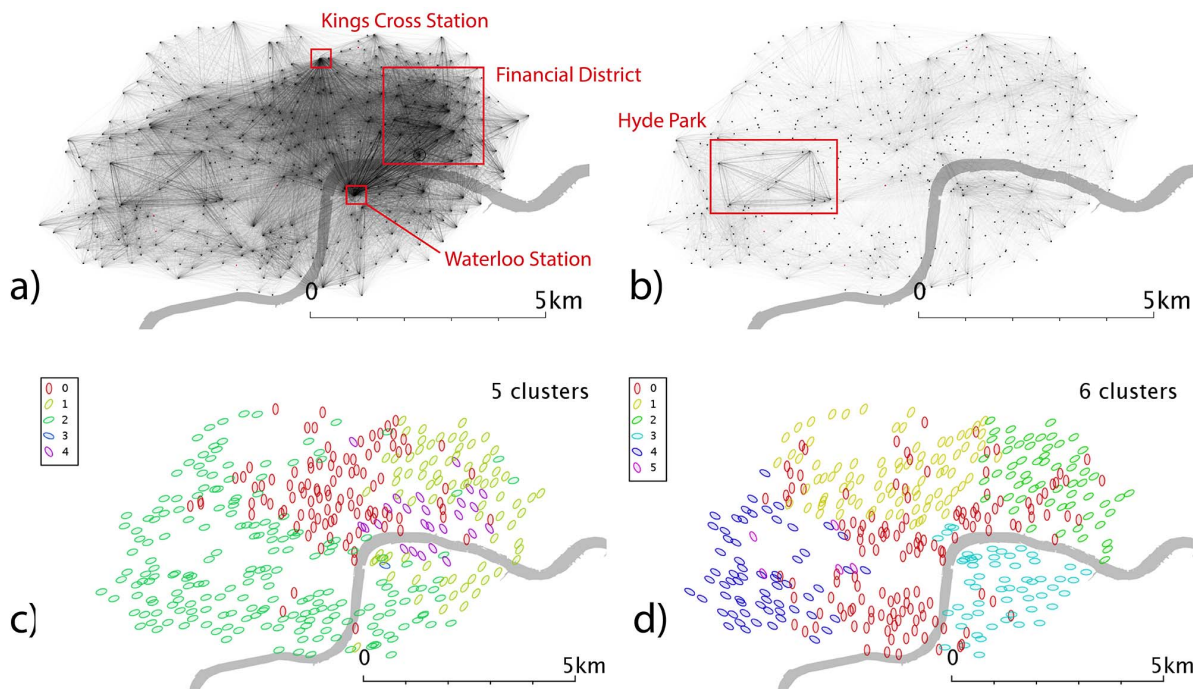 Kings Cross Station
Financial District
Waterloo Station
a)
0
5km
Hyde Park
b)
0
5km
0
1
2
3
4
5 clusters
c)
0
5km
0
1
2
3
4
5
6 clusters
d)
0
5km